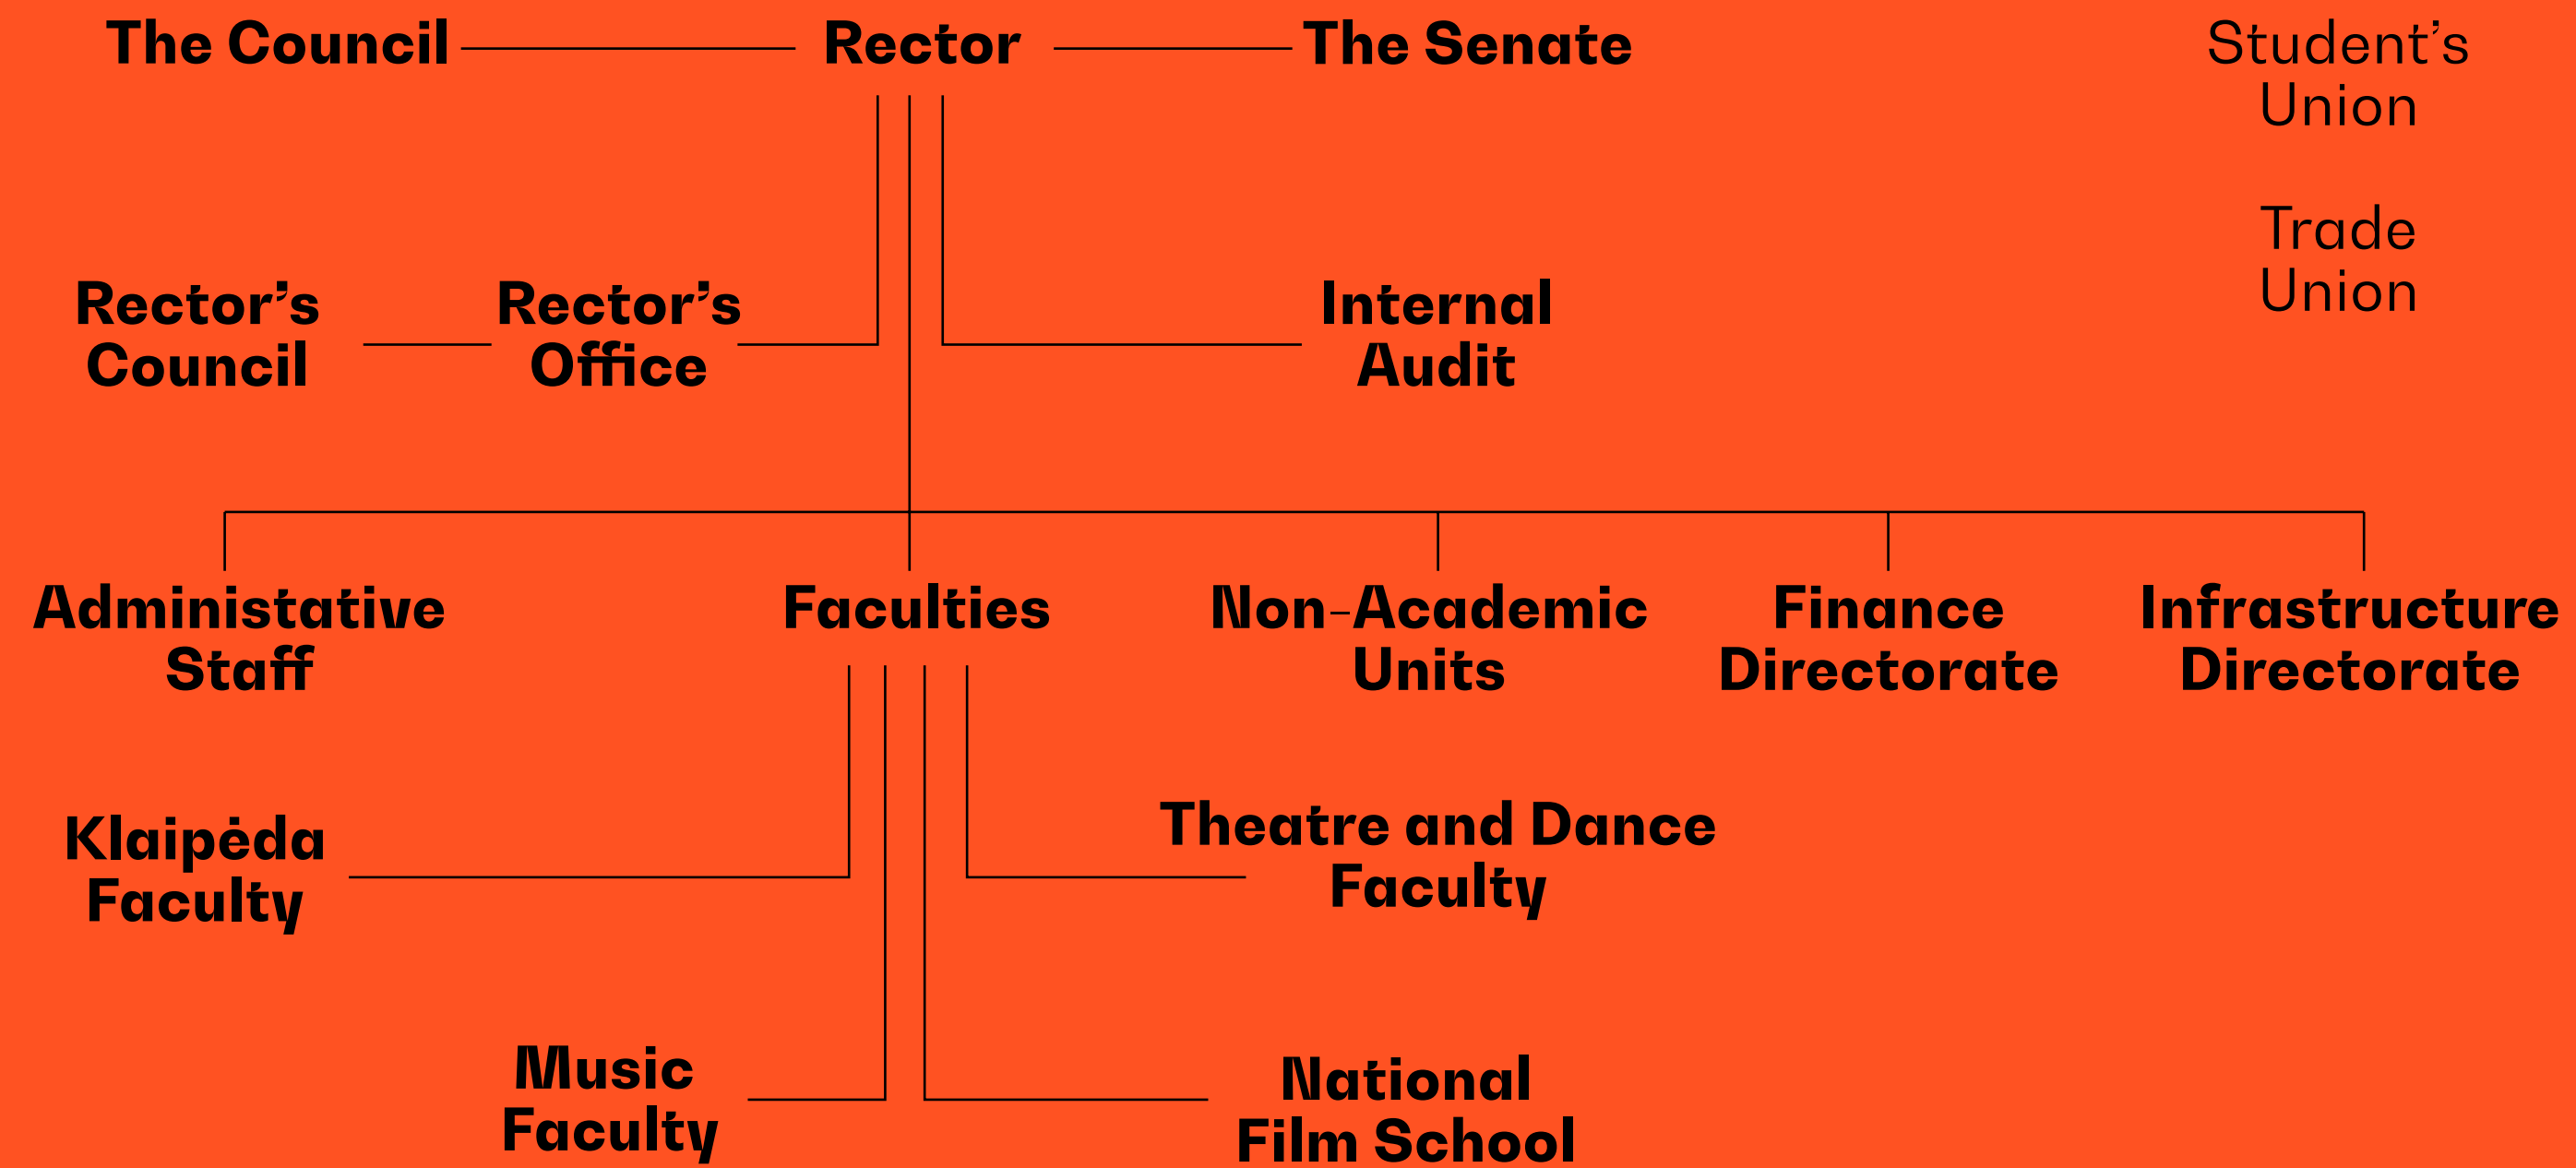 The Council
Rector
The Senate
Student’s
Union
Trade
Union
Rector’s
Council
Rector’s
Office
Internal
Audit
Administative
Staff
Faculties
Non-Academic
Units
Finance
Directorate
Infrastructure
Directorate
Klaipėda
Faculty
Theatre and Dance
Faculty
Music
Faculty
National
Film School